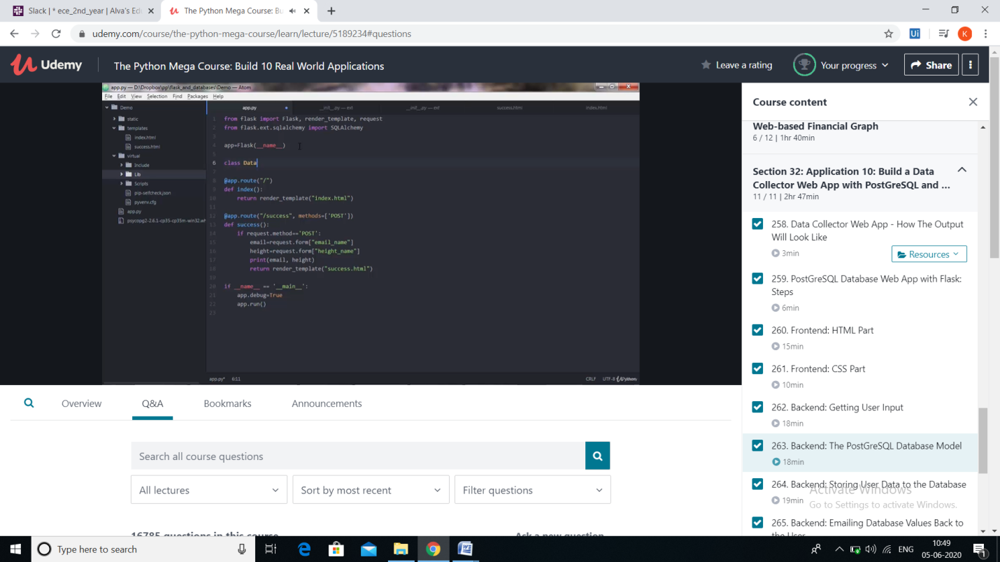 Slack | * ece_2nd_year | Alva's Edu
The Python Mega Course: Bu
udemy.com/course/the-python-mega-course/learn/lecture/5189234#questions
K
Udemy
The Python Mega Course: Build 10 Real World Applications
Leave a rating
Your progress
Share
app.py — D:\Dropbox\pp\flask_and_databases\Demo — Atom
File Edit View Selection Find Packages Help
Demo
static
templates
index.html
success.html
virtual
Include
Lib
Scripts
pip-selfcheck.json
pyvenv.cfg
app.py
psycopg2-2.6.1-cp35-cp35m-win32.wh
app.py
__init__.py — ext
__init__.py — ext
success.html
index.html
1 from flask import Flask, render_template, request
2 from flask.ext.sqlalchemy import SQLAlchemy
3
4 app=Flask(__name__)
5
6 class Data
7
8 @app.route("/")
9 def index():
10 return render_template("index.html")
11
12 @app.route("/success", methods=['POST'])
13 def success():
14 if request.method=='POST':
15 email=request.form["email_name"]
16 height=request.form["height_name"]
17 print(email, height)
18 return render_template("success.html")
19
20 if __name__ == '__main__':
21 app.debug=True
22 app.run()
23
app.py* 6:11
CRLF UTF-8 Python
Course content
Web-based Financial Graph
6 / 12 | 1hr 40min
Section 32: Application 10: Build a Data
Collector Web App with PostGreSQL and ...
11 / 11 | 2hr 47min
258. Data Collector Web App - How The Output
Will Look Like
3min
Resources
259. PostGreSQL Database Web App with Flask:
Steps
6min
260. Frontend: HTML Part
15min
261. Frontend: CSS Part
10min
262. Backend: Getting User Input
18min
263. Backend: The PostGreSQL Database Model
18min
264. Backend: Storing User Data to the Database
19min
265. Backend: Emailing Database Values Back to
the User
Activate Windows
Go to Settings to activate Windows.
Overview
Q&A
Bookmarks
Announcements
Search all course questions
All lectures
Sort by most recent
Filter questions
16785 questions in this course
Ask a new question
Type here to search
ENG
10:49
05-06-2020
1